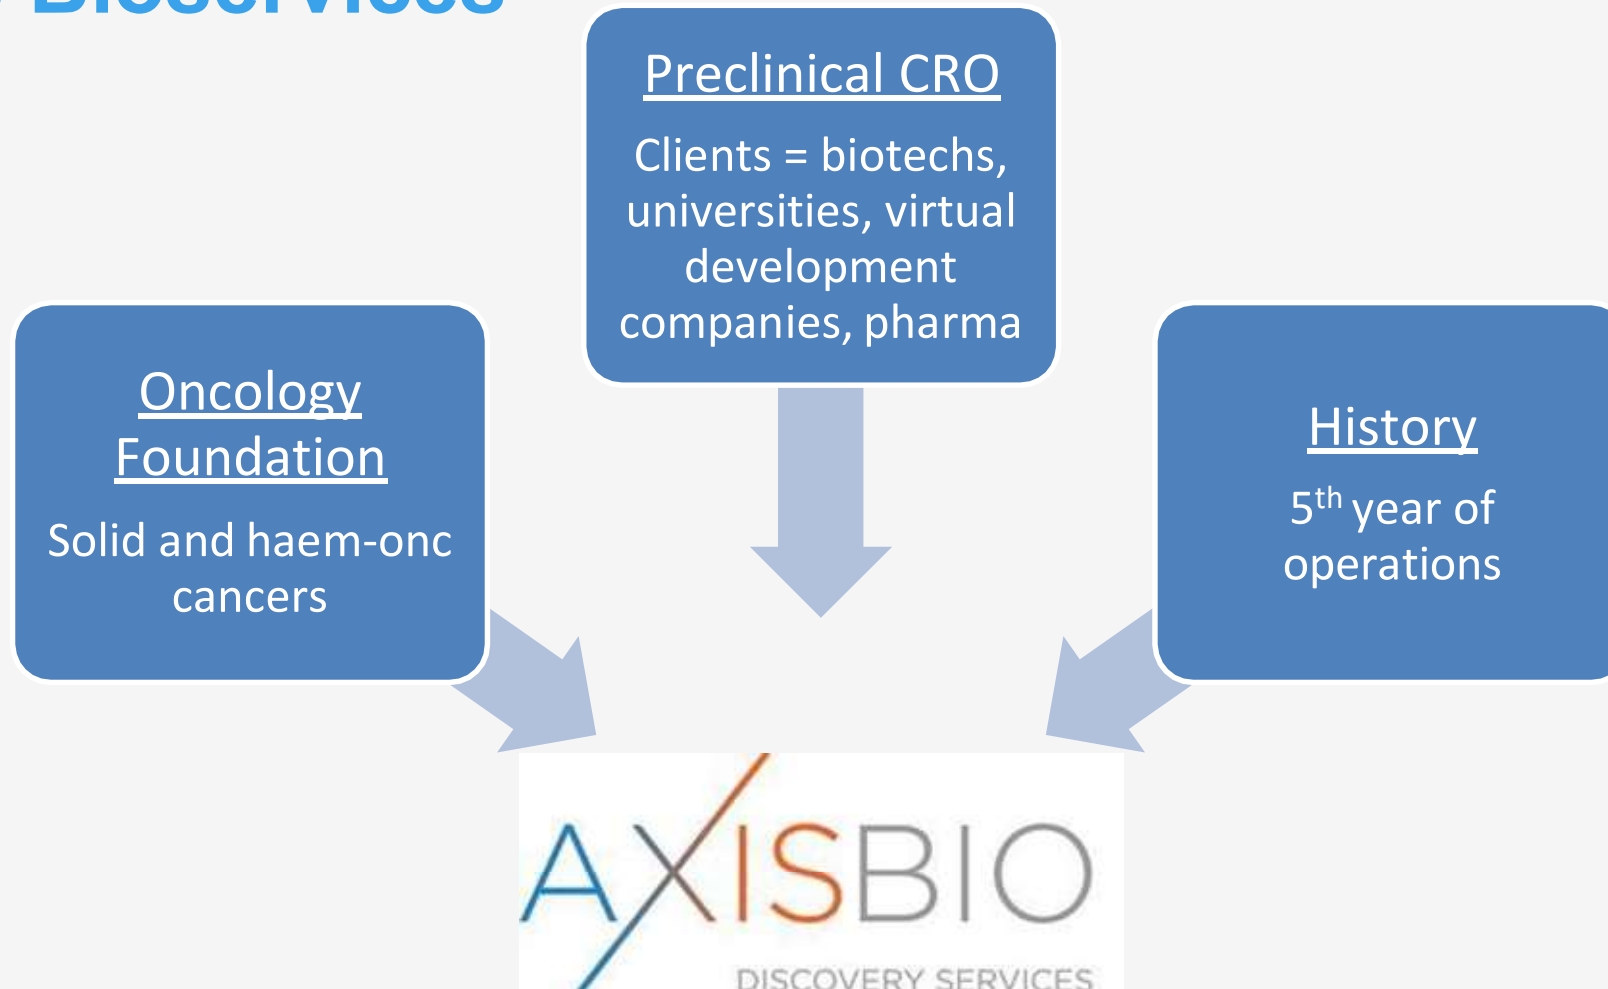 Bioservices
Preclinical CRO
Clients = biotechs,
universities, virtual
development
companies, pharma
Oncology
Foundation
Solid and haem-onc
cancers
History
5th year of
operations
AXISBIO
DISCOVERY SERVICES